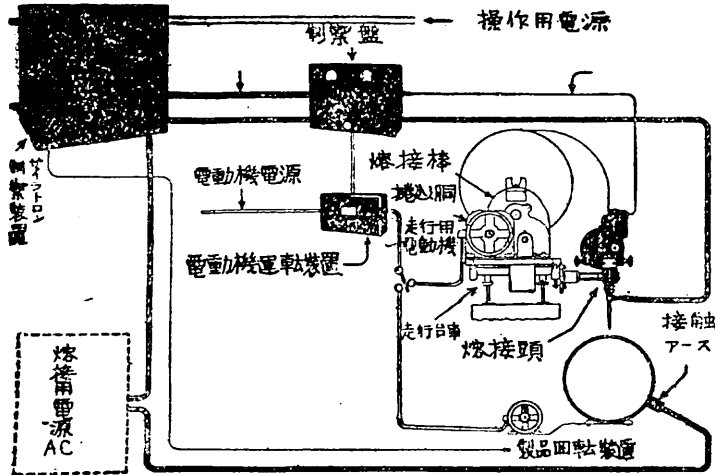 操作用電源
制禦盤
サイラトロン
制禦装置
電動機電源
電動機運転装置
熔接棒
捲込胴
走行用
電動機
走行台車
熔接頭
接触
アース
熔接用電源
AC
製品回転装置